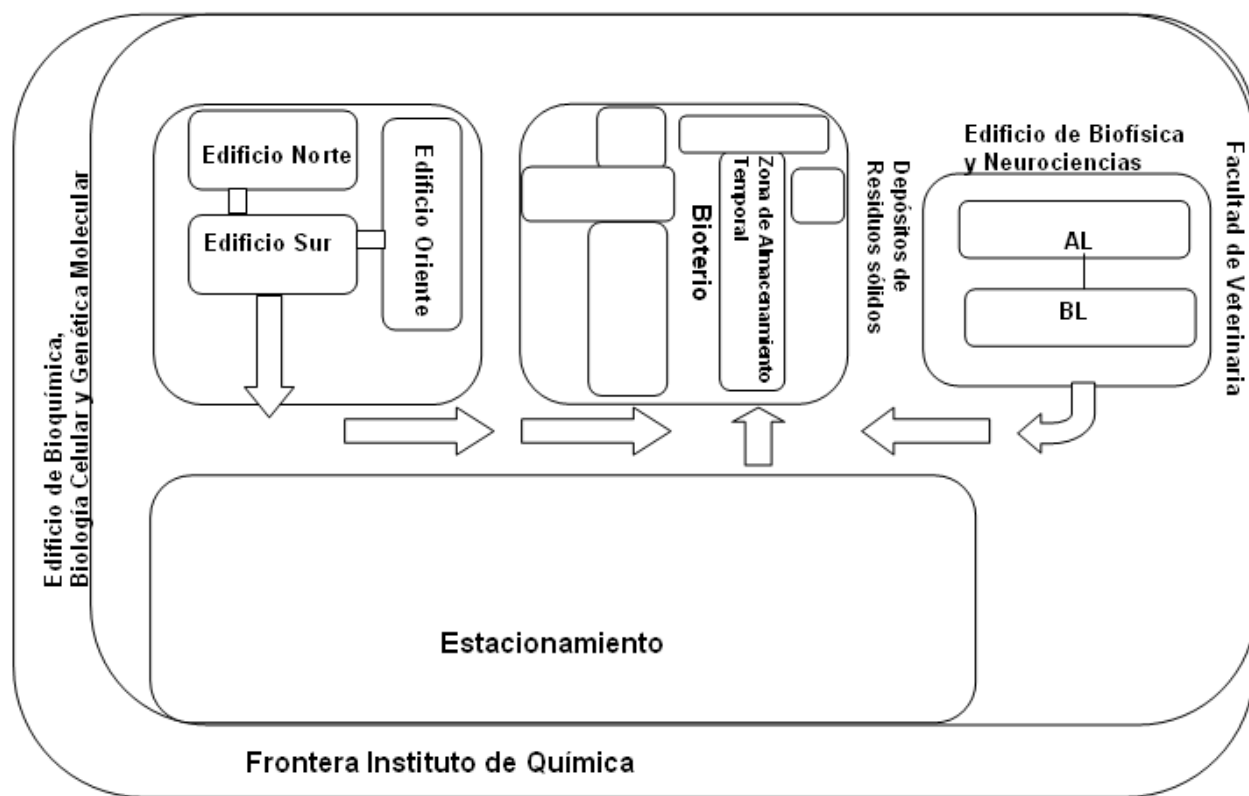 Edificio de Bioquímica,
Biología Celular y Genética Molecular
Edificio Norte
Edificio Sur
Edificio Oriente
Bioterio
Zona de Almacenamiento
Temporal
Depósitos de
Residuos sólidos
Edificio de Biofísica
y Neurociencias
AL
BL
Facultad de Veterinaria
Estacionamiento
Frontera Instituto de Química